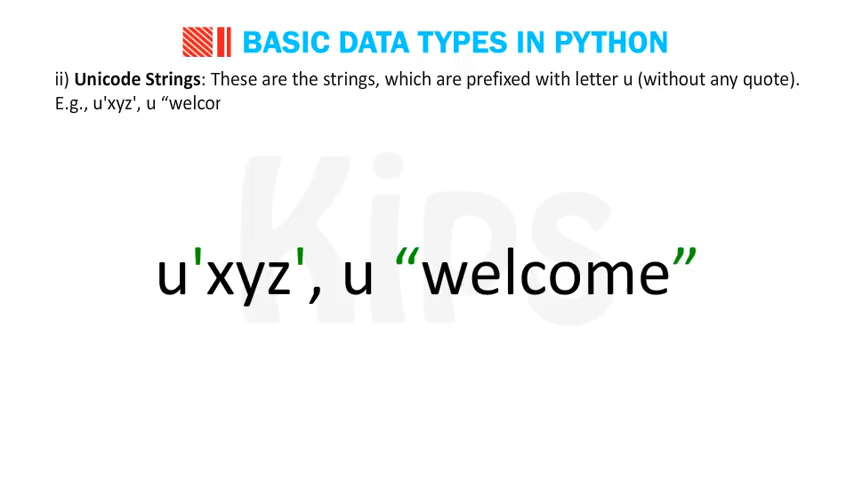 BASIC DATA TYPES IN PYTHON
ii) Unicode Strings: These are the strings, which are prefixed with letter u (without any quote).
E.g., u'xyz', u “welcor
Kips
u'xyz', u “welcome”